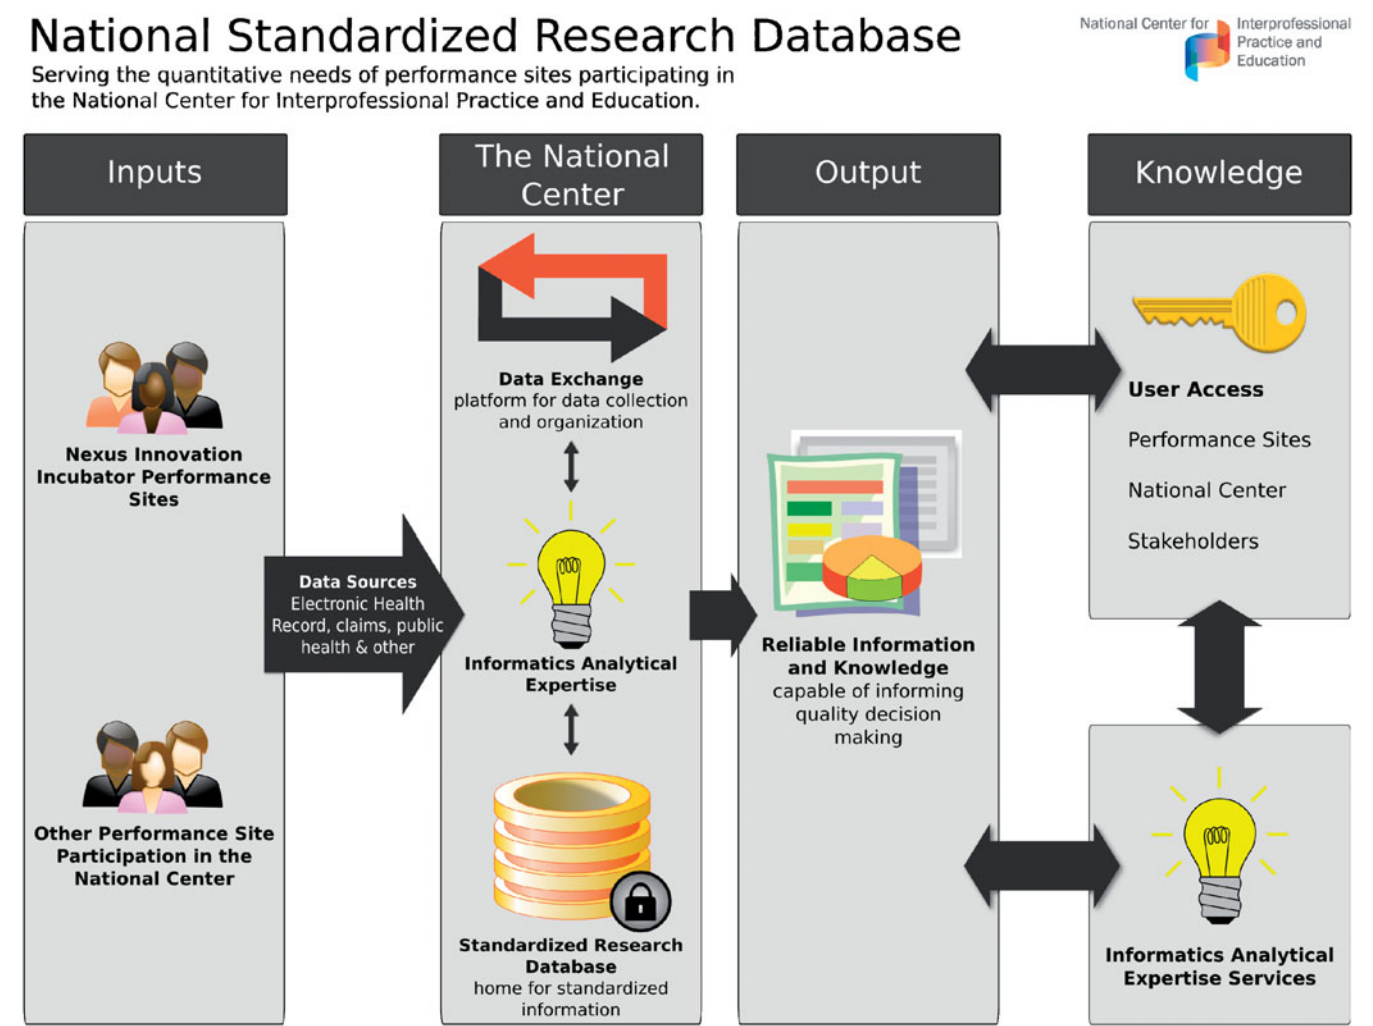 National Standardized Research Database
Serving the quantitative needs of performance sites participating in
the National Center for Interprofessional Practice and Education.
National Center for
Interprofessional
Practice and
Education
Inputs
Nexus Innovation
Incubator Performance
Sites
Other Performance Site
Participation in the
National Center
Data Sources
Electronic Health
Record, claims, public
health & other
The National
Center
Data Exchange
platform for data collection
and organization
Informatics Analytical
Expertise
Standardized Research
Database
home for standardized
information
Output
Reliable Information
and Knowledge
capable of informing
quality decision
making
Knowledge
User Access
Performance Sites
National Center
Stakeholders
Informatics Analytical
Expertise Services